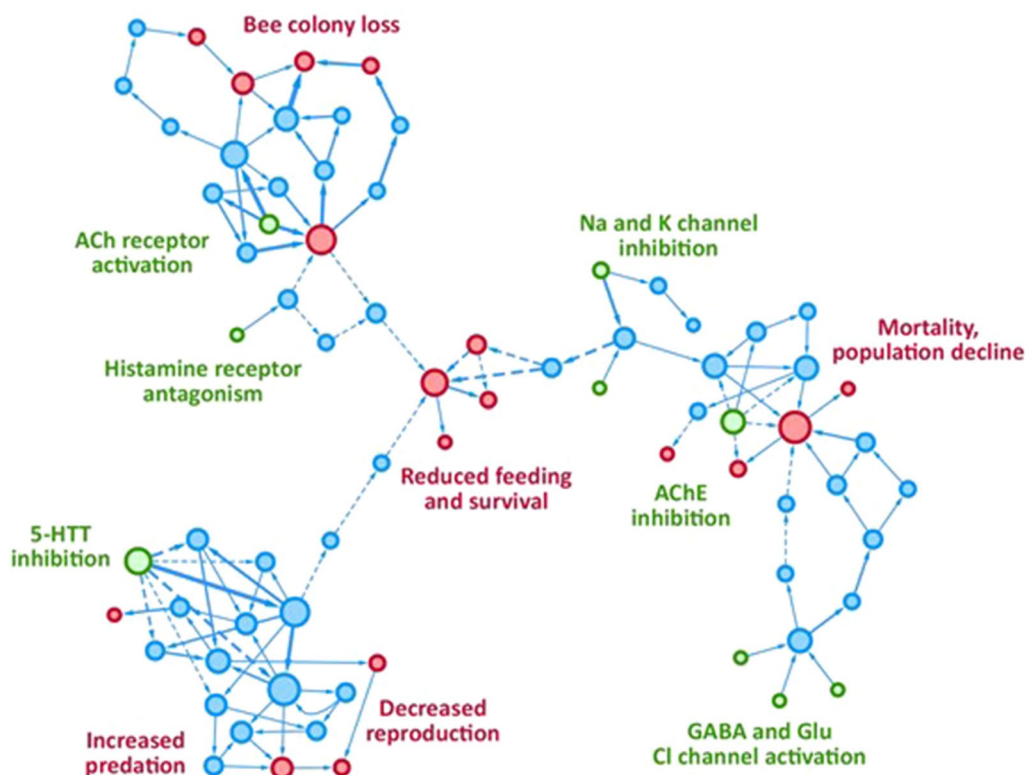 Bee colony loss
ACh receptor
activation
Na and K channel
inhibition
Mortality,
population decline
Histamine receptor
antagonism
Reduced feeding
and survival
AChE
inhibition
5-HTT
inhibition
Decreased
reproduction
Increased
predation
GABA and Glu
Cl channel activation